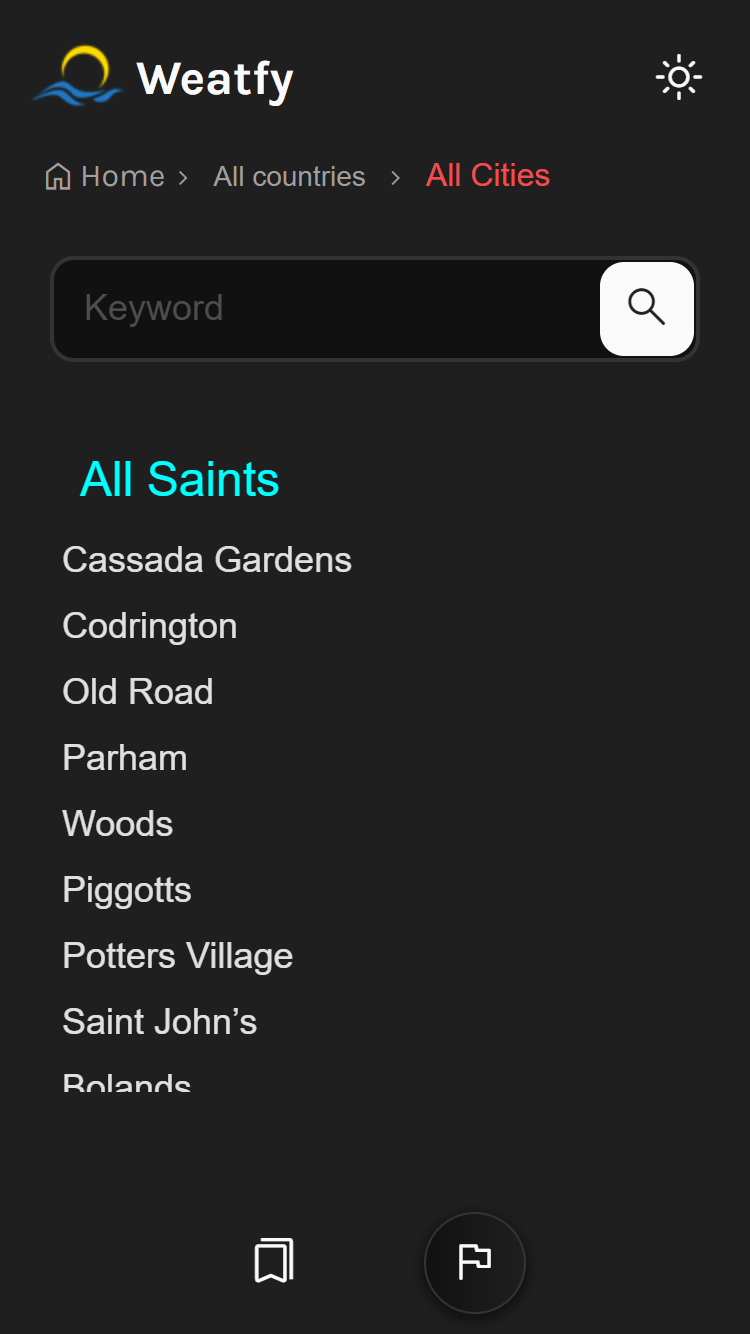 Weatfy
Home > All countries > All Cities
Keyword
All Saints
Cassada Gardens
Codrington
Old Road
Parham
Woods
Piggotts
Potters Village
Saint John’s
Bolands